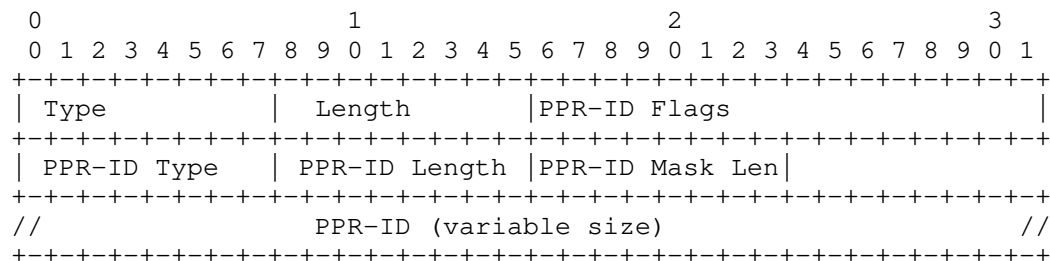 0                   1                   2                   3
 0 1 2 3 4 5 6 7 8 9 0 1 2 3 4 5 6 7 8 9 0 1 2 3 4 5 6 7 8 9 0 1
+-+-+-+-+-+-+-+-+-+-+-+-+-+-+-+-+-+-+-+-+-+-+-+-+-+-+-+-+-+-+-+-+
| Type          |  Length       |PPR-ID Flags                   |
+-+-+-+-+-+-+-+-+-+-+-+-+-+-+-+-+-+-+-+-+-+-+-+-+-+-+-+-+-+-+-+-+
| PPR-ID Type   | PPR-ID Length |PPR-ID Mask Len|
+-+-+-+-+-+-+-+-+-+-+-+-+-+-+-+-+-+-+-+-+-+-+-+-+-+-+-+-+-+-+-+-+
//                 PPR-ID (variable size)                      //
+-+-+-+-+-+-+-+-+-+-+-+-+-+-+-+-+-+-+-+-+-+-+-+-+-+-+-+-+-+-+-+-+